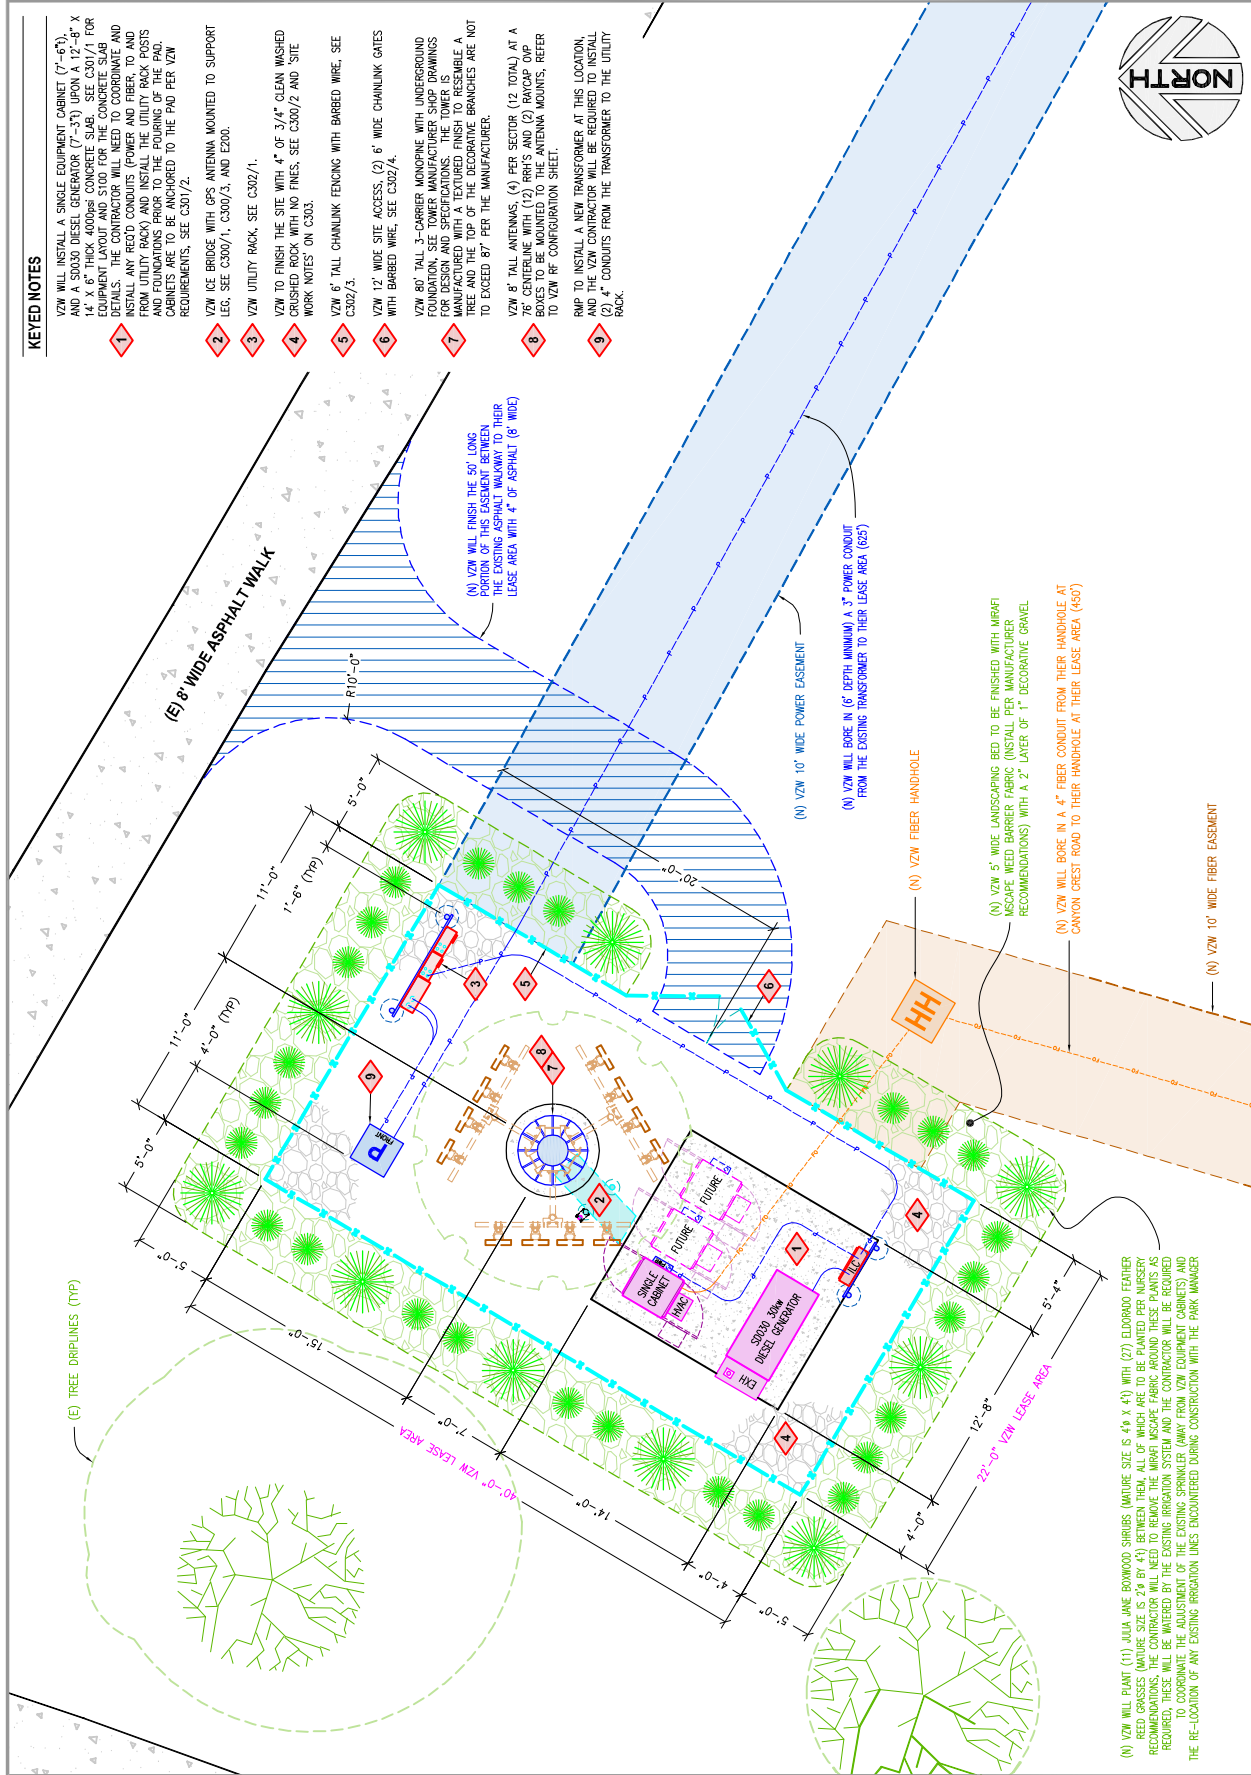 KEYED NOTES
1
VZW WILL INSTALL A SINGLE EQUIPMENT CABINET (7'-6"t),
AND A SD030 DIESEL GENERATOR (7'-3"t) UPON A 12'-8" X
14' X 6" THICK 4000psi CONCRETE SLAB. SEE C301/1 FOR
EQUIPMENT LAYOUT AND S100 FOR THE CONCRETE SLAB
DETAILS. THE CONTRACTOR WILL NEED TO COORDINATE AND
INSTALL ANY REQ'D CONDUITS (POWER AND FIBER, TO AND
FROM UTILITY RACK) AND INSTALL THE UTILITY RACK POSTS
AND FOUNDATIONS PRIOR TO THE POURING OF THE PAD.
CABINETS ARE TO BE ANCHORED TO THE PAD PER VZW
REQUIREMENTS, SEE C301/2.
2
VZW ICE BRIDGE WITH GPS ANTENNA MOUNTED TO SUPPORT
LEG, SEE C300/1, C300/3, AND E200.
3
VZW UTILITY RACK, SEE C302/1.
4
VZW TO FINISH THE SITE WITH 4" OF 3/4" CLEAN WASHED
CRUSHED ROCK WITH NO FINES, SEE C300/2 AND 'SITE
WORK NOTES' ON C303.
5
VZW 6' TALL CHAINLINK FENCING WITH BARBED WIRE, SEE
C302/3.
6
VZW 12' WIDE SITE ACCESS, (2) 6' WIDE CHAINLINK GATES
WITH BARBED WIRE, SEE C302/4.
7
VZW 80' TALL 3-CARRIER MONOPINE WITH UNDERGROUND
FOUNDATION, SEE TOWER MANUFACTURER SHOP DRAWINGS
FOR DESIGN AND SPECIFICATIONS. THE TOWER IS
MANUFACTURED WITH A TEXTURED FINISH TO RESEMBLE A
TREE AND THE TOP OF THE DECORATIVE BRANCHES ARE NOT
TO EXCEED 87' PER THE MANUFACTURER.
8
VZW 8' TALL ANTENNAS, (4) PER SECTOR (12 TOTAL) AT A
76' CENTERLINE WITH (12) RRH'S AND (2) RAYCAP OVP
BOXES TO BE MOUNTED TO THE ANTENNA MOUNTS, REFER
TO VZW RF CONFIGURATION SHEET.
9
RMP TO INSTALL A NEW TRANSFORMER AT THIS LOCATION,
AND THE VZW CONTRACTOR WILL BE REQUIRED TO INSTALL
(2) 4" CONDUITS FROM THE TRANSFORMER TO THE UTILITY
RACK.
NORTH
(E) 8' WIDE ASPHALT WALK
(N) VZW WILL FINISH THE 50' LONG
PORTION OF THIS EASEMENT BETWEEN
THE EXISTING ASPHALT WALKWAY TO THEIR
LEASE AREA WITH 4" OF ASPHALT (8' WIDE)
R10'-0"
(N) VZW WILL BORE IN (6' DEPTH MINIMUM) A 3" POWER CONDUIT
FROM THE EXISTING TRANSFORMER TO THEIR LEASE AREA (625')
(N) VZW 10' WIDE POWER EASEMENT
(N) VZW FIBER HANDHOLE
(N) VZW 5' WIDE LANDSCAPING BED TO BE FINISHED WITH MIRAFI
MSCAPE WEED BARRIER FABRIC (INSTALL PER MANUFACTURER
RECOMMENDATIONS) WITH A 2" LAYER OF 1" DECORATIVE GRAVEL
(N) VZW WILL BORE IN A 4" FIBER CONDUIT FROM THEIR HANDHOLE AT
CANYON CREST ROAD TO THEIR HANDHOLE AT THEIR LEASE AREA (450')
(N) VZW 10' WIDE FIBER EASEMENT
(E) TREE DRIPLINES (TYP)
5'-0"
11'-0"
1'-6" (TYP)
11'-0"
4'-0" (TYP)
5'-0"
20'-0"
5'-0"
15'-0"
7'-0"
14'-0"
4'-0"
5'-0"
40'-0" VZW LEASE AREA
4'-0"
12'-8"
5'-4"
22'-0" VZW LEASE AREA
P
FRONT
HH
9
3
5
6
8
7
2
1
4
4
FUTURE
FUTURE
SINGLE
CABINET
HVAC
SD030 30kw
DIESEL GENERATOR
EXH
'ILC'
(N) VZW WILL PLANT (11) JULIA JANE BOXWOOD SHRUBS (MATURE SIZE IS 4'ø X 4't) WITH (27) ELDORADO FEATHER
REED GRASSES (MATURE SIZE IS 2'ø BY 4't) BETWEEN THEM, ALL OF WHICH ARE TO BE PLANTED PER NURSERY
RECOMMENDATIONS, THE CONTRACTOR WILL NEED TO REMOVE THE MIRAFI MSCAPE FABRIC AROUND THESE PLANTS AS
REQUIRED, THESE WILL BE WATERED BY THE EXISTING IRRIGATION SYSTEM AND THE CONTRACTOR WILL BE REQUIRED
TO COORDINATE THE ADJUSTMENT OF THE EXISTING SPRINKLER (AWAY FROM VZW EQUIPMENT CABINETS) AND
THE RE-LOCATION OF ANY EXISTING IRRIGATION LINES ENCOUNTERED DURING CONSTRUCTION WITH THE PARK MANAGER